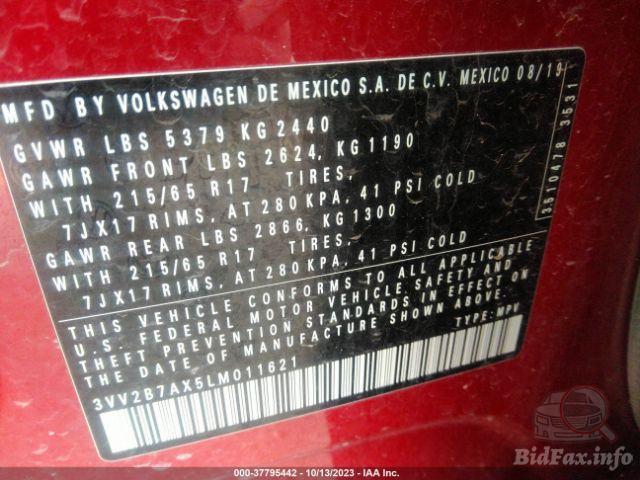 MFD BY VOLKSWAGEN DE MEXICO S.A. DE C.V. MEXICO 08/19
GVWR LBS 5379 KG2440
GAWR FRONT LBS 2624, KG1190
WITH 215/65 R17 TIRES,
7JX17 RIMS, AT 280 KPA, 41 PSI COLD
GAWR REAR LBS 2866, KG 1300
WITH 215/65 R17 TIRES,
7JX17 RIMS, AT 280 KPA, 41 PSI COLD
THIS VEHICLE CONFORMS TO ALL APPLICABLE
U.S. FEDERAL MOTOR VEHICLE SAFETY AND
THEFT PREVENTION STANDARDS IN EFFECT ON
THE DATE OF MANUFACTURE SHOWN ABOVE.
3VV2B7AX5LM011621 TYPE: MPV
3510478 3531
000-37795442 - 10/13/2023 - IAA Inc.
BidFax.info